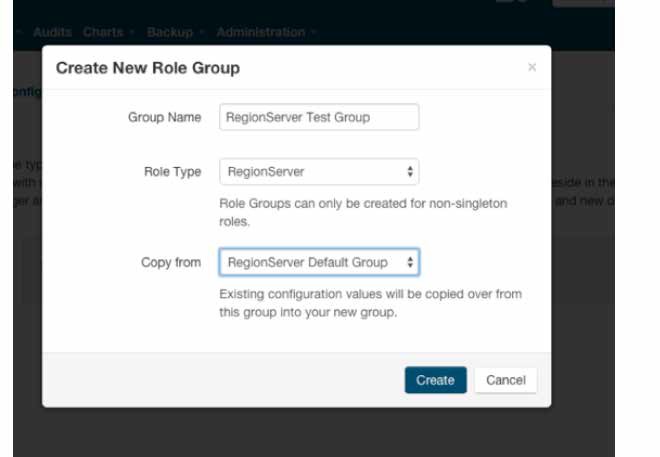 Audits Charts Backup Administration
Create New Role Group ×
onfig
Group Name RegionServer Test Group
e typ
Role Type RegionServer
with
eside in the
ger a
and new c
Role Groups can only be created for non-singleton
roles.
Copy from RegionServer Default Group
Existing configuration values will be copied over from
this group into your new group.
Create Cancel